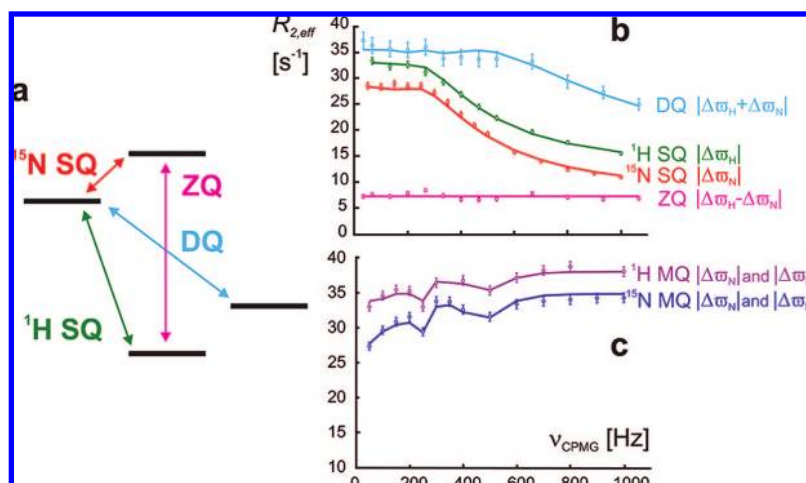 a
¹⁵N SQ
ZQ
DQ
¹H SQ
R2,eff
[s⁻¹]
b
40
35
30
25
20
15
10
5
0
DQ |Δϖ_H+Δϖ_N|
¹H SQ |Δϖ_H|
¹⁵N SQ |Δϖ_N|
ZQ |Δϖ_H-Δϖ_N|
40
35
30
25
20
15
10
¹H MQ |Δϖ_N| and |Δϖ
¹⁵N MQ |Δϖ_N| and |Δϖ
c
ν_CPMG [Hz]
0 200 400 600 800 1000